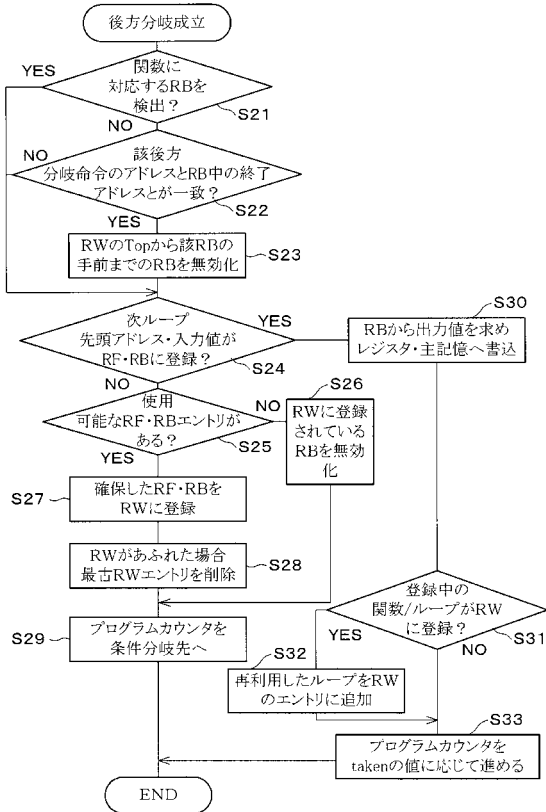 後方分岐成立
関数に
対応するRBを
検出？
YES
S21
NO
該後方
分岐命令のアドレスとRB中の終了
アドレスとが一致？
NO
S22
YES
RWのTopから該RBの
手前までのRBを無効化
S23
次ループ
先頭アドレス・入力値が
RF・RBに登録？
YES
S24
NO
S30
RBから出力値を求め
レジスタ・主記憶へ書込
使用
可能なRF・RBエントリが
ある？
NO
S25
YES
S26
RWに登録
されている
RBを無効
化
S27
確保したRF・RBを
RWに登録
RWがあふれた場合
最古RWエントリを削除
S28
S29
プログラムカウンタを
条件分岐先へ
登録中の
関数/ループがRW
に登録？
YES
S31
NO
S32
再利用したループをRW
のエントリに追加
S33
プログラムカウンタを
takenの値に応じて進める
END